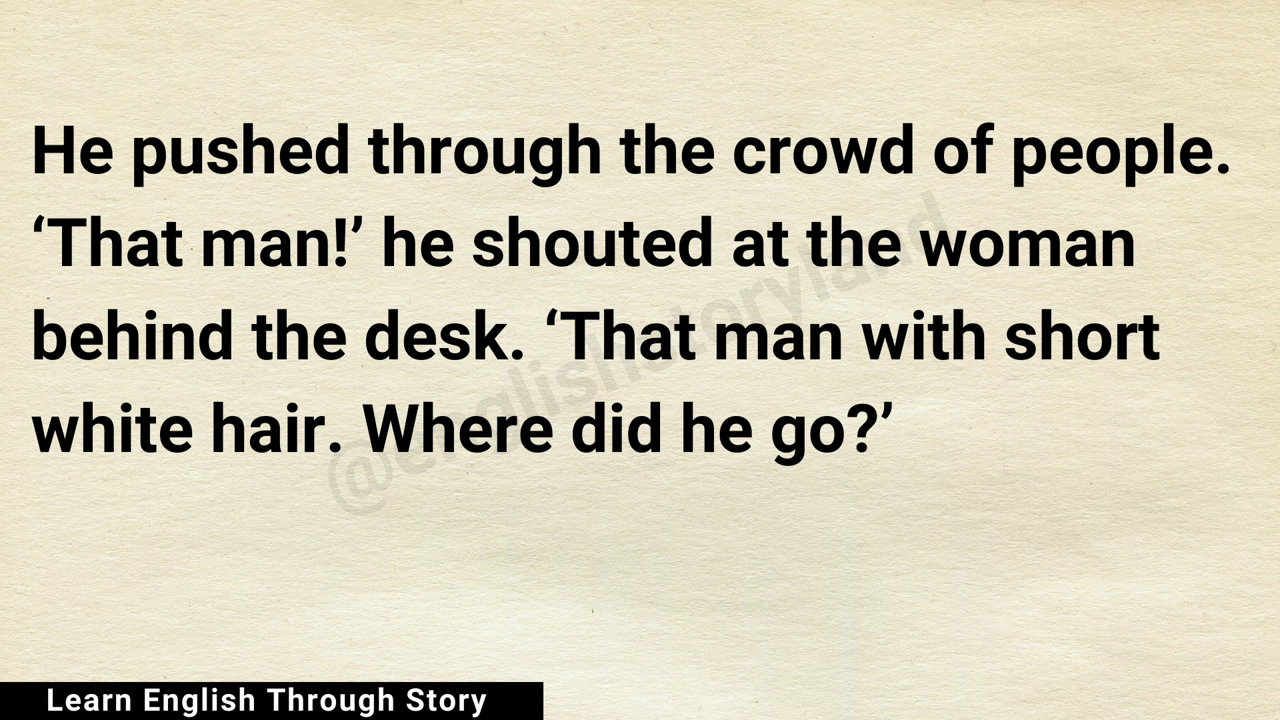 He pushed through the crowd of people.
‘That man!’ he shouted at the woman
behind the desk. ‘That man with short
white hair. Where did he go?’
@englishstoryland
Learn English Through Story